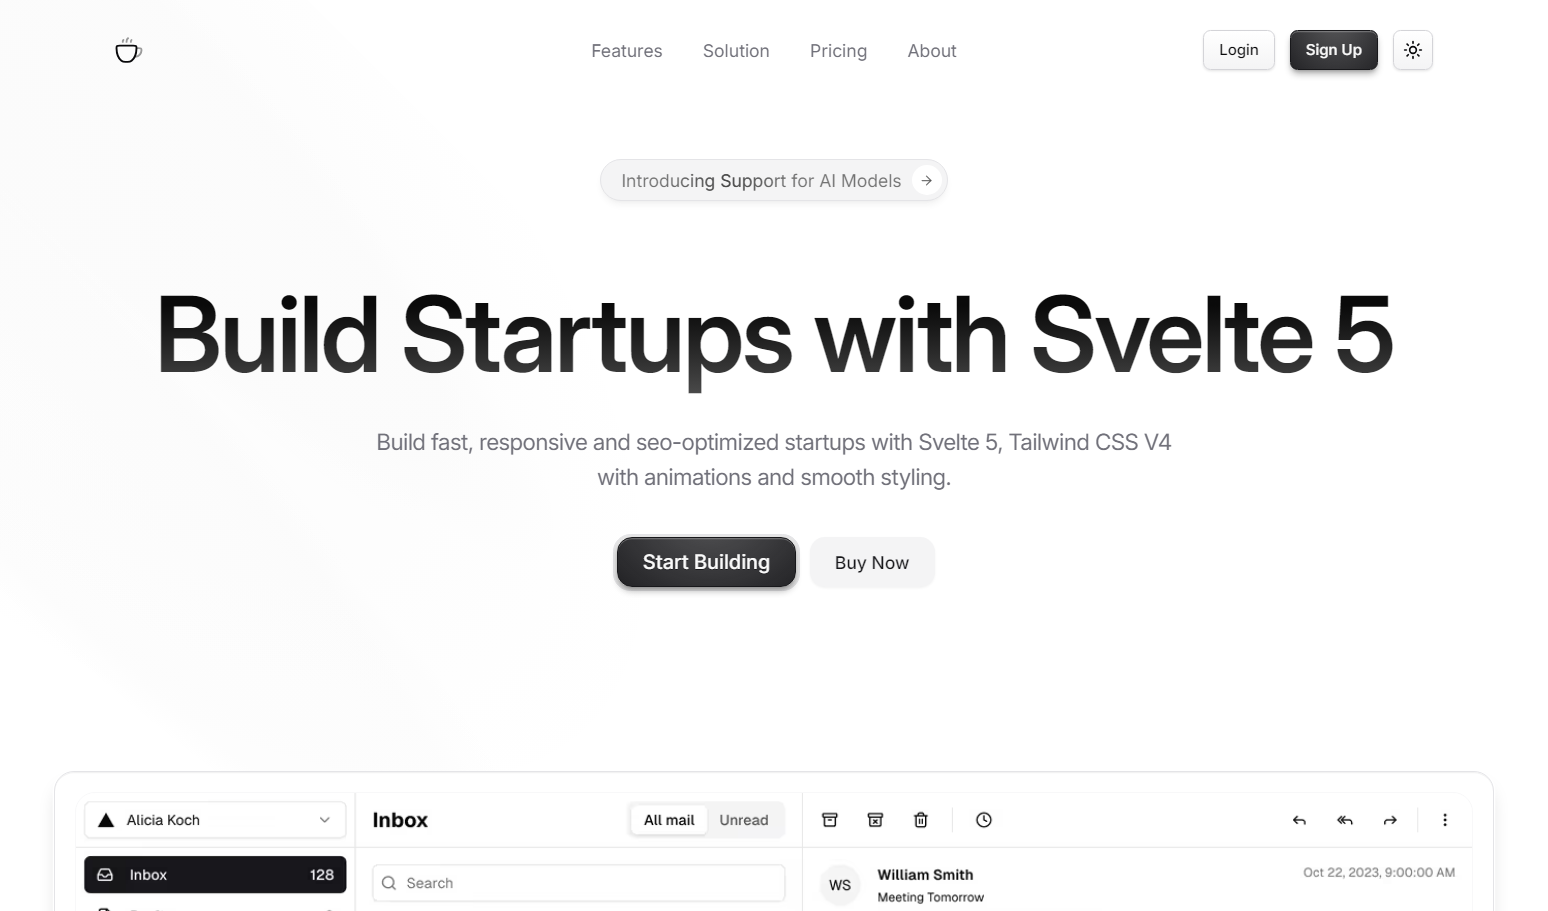 Features
Solution
Pricing
About
Login
Sign Up
Introducing Support for AI Models
Build Startups with Svelte 5
Build fast, responsive and seo-optimized startups with Svelte 5, Tailwind CSS V4
with animations and smooth styling.
Start Building
Buy Now
Alicia Koch
Inbox
All mail
Unread
Inbox
128
Search
WS
William Smith
Oct 22, 2023, 9:00:00 AM
Meeting Tomorrow